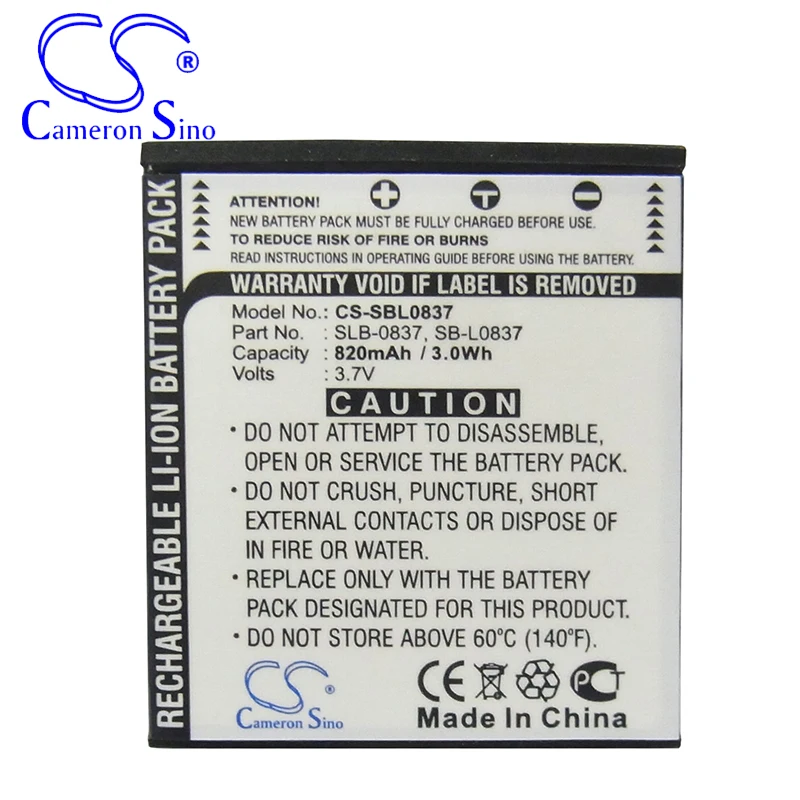 CS®
Cameron Sino
RECHARGEABLE LI-ION BATTERY PACK
ATTENTION!
NEW BATTERY PACK MUST BE FULLY CHARGED BEFORE USE.
TO REDUCE RISK OF FIRE OR BURNS
READ INSTRUCTIONS IN OPERATING GUIDE BEFORE USING THE BATTERY.
WARRANTY VOID IF LABEL IS REMOVED!
Model No.: CS-SBL0837
Part No. : SLB-0837, SB-L0837
Capacity : 820mAh / 3.0Wh
Volts : 3.7V
CAUTION
• DO NOT ATTEMPT TO DISASSEMBLE,
OPEN OR SERVICE THE BATTERY PACK.
• DO NOT CRUSH, PUNCTURE, SHORT
EXTERNAL CONTACTS OR DISPOSE OF
IN FIRE OR WATER.
• REPLACE ONLY WITH THE BATTERY
PACK DESIGNATED FOR THIS PRODUCT.
• DO NOT STORE ABOVE 60°C (140°F).
CS
Cameron Sino
CE
PC
Made In China